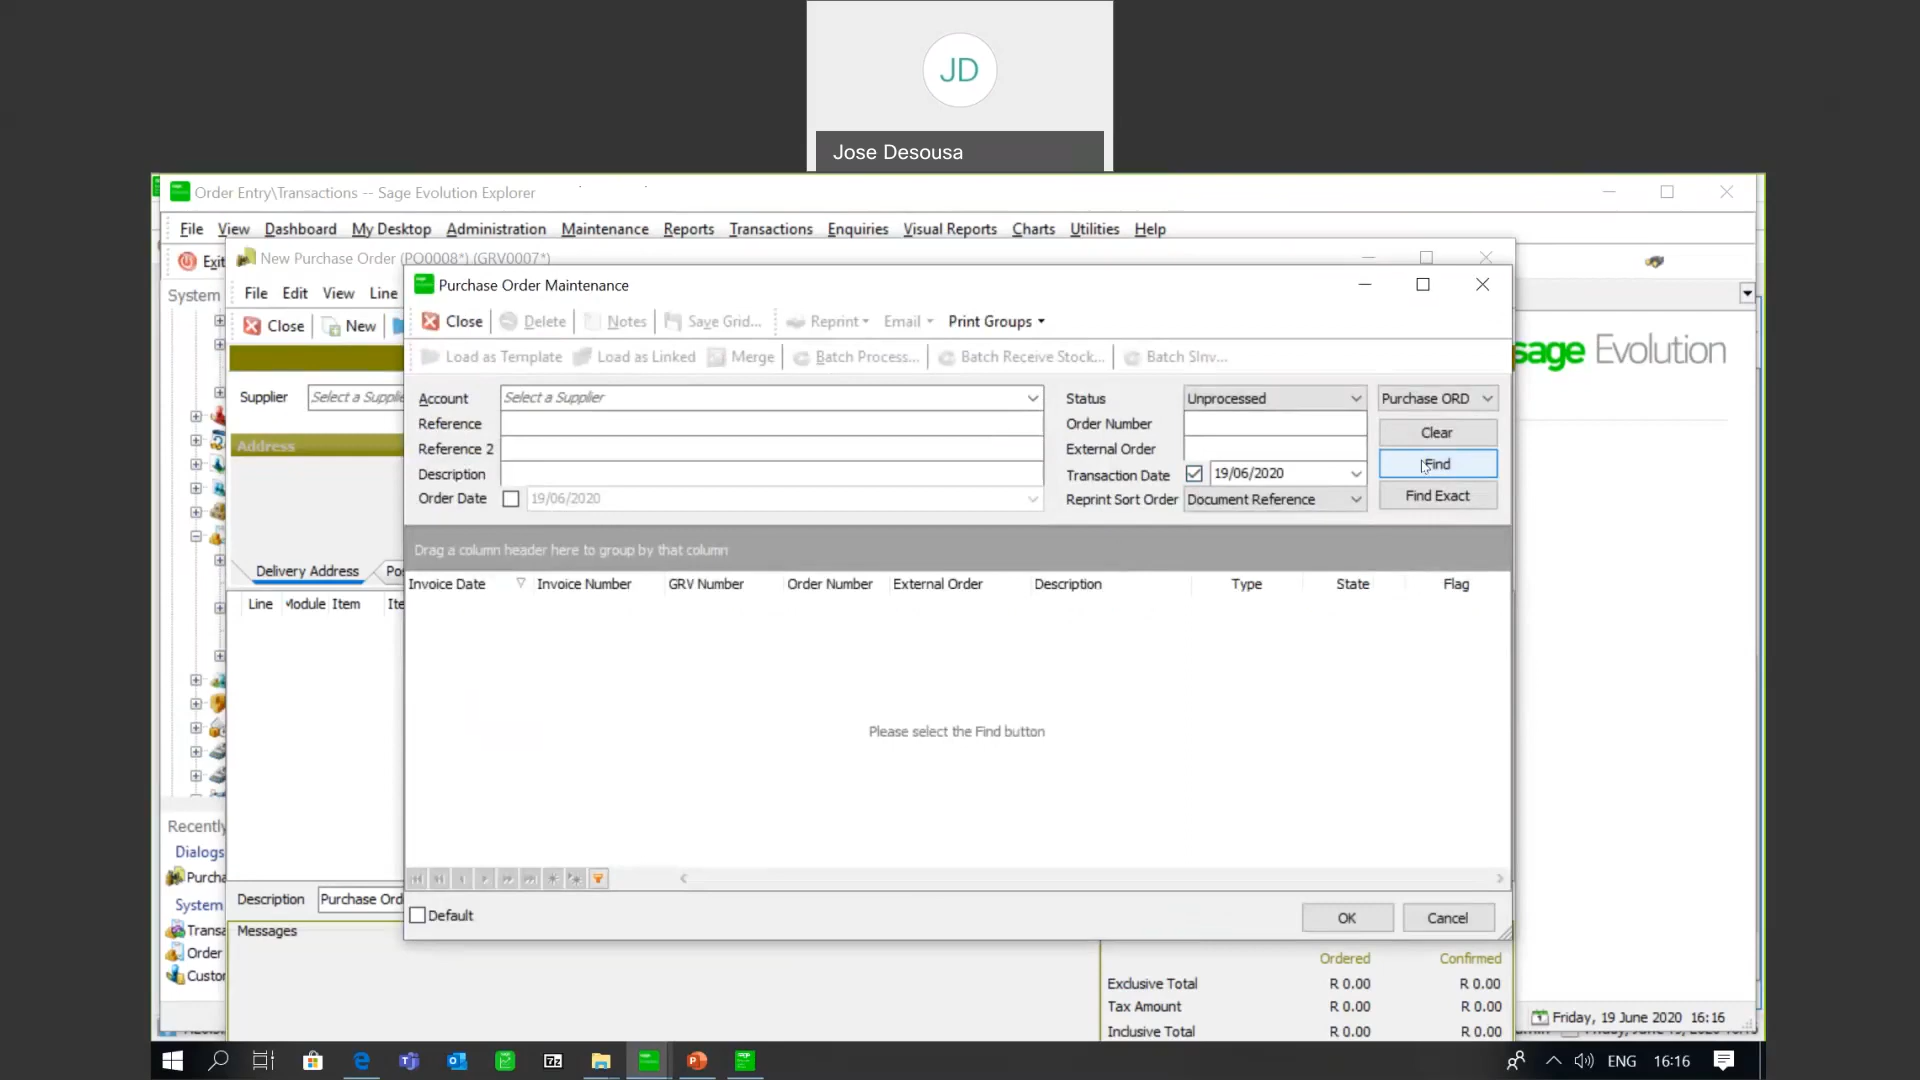 JD
Jose Desousa
Order Entry\Transactions -- Sage Evolution Explorer
File View Dashboard My Desktop Administration Maintenance Reports Transactions Enquiries Visual Reports Charts Utilities Help
Exit
New Purchase Order (PO0008*) (GRV0007*)
System
File Edit View Line
Close New
Supplier Select a Supplie
Address
Delivery Address Pos
Line Module Item Ite
Purchase Order Maintenance
Close Delete Notes Save Grid... Reprint Email Print Groups
Load as Template Load as Linked Merge Batch Process... Batch Receive Stock... Batch SInv...
Account Select a Supplier Status Unprocessed Purchase ORD
Reference Order Number Clear
Reference 2 External Order Find
Description Transaction Date 19/06/2020
Order Date 19/06/2020 Reprint Sort Order Document Reference Find Exact
Drag a column header here to group by that column
Invoice Date Invoice Number GRV Number Order Number External Order Description Type State Flag
Please select the Find button
Default OK Cancel
sage Evolution
Recently
Dialogs
Purcha
System
Transa
Order
Custor
Description Purchase Ord
Messages
Ordered Confirmed
Exclusive Total R 0.00 R 0.00
Tax Amount R 0.00 R 0.00
Inclusive Total R 0.00 R 0.00
Friday, 19 June 2020 16:16
ENG 16:16